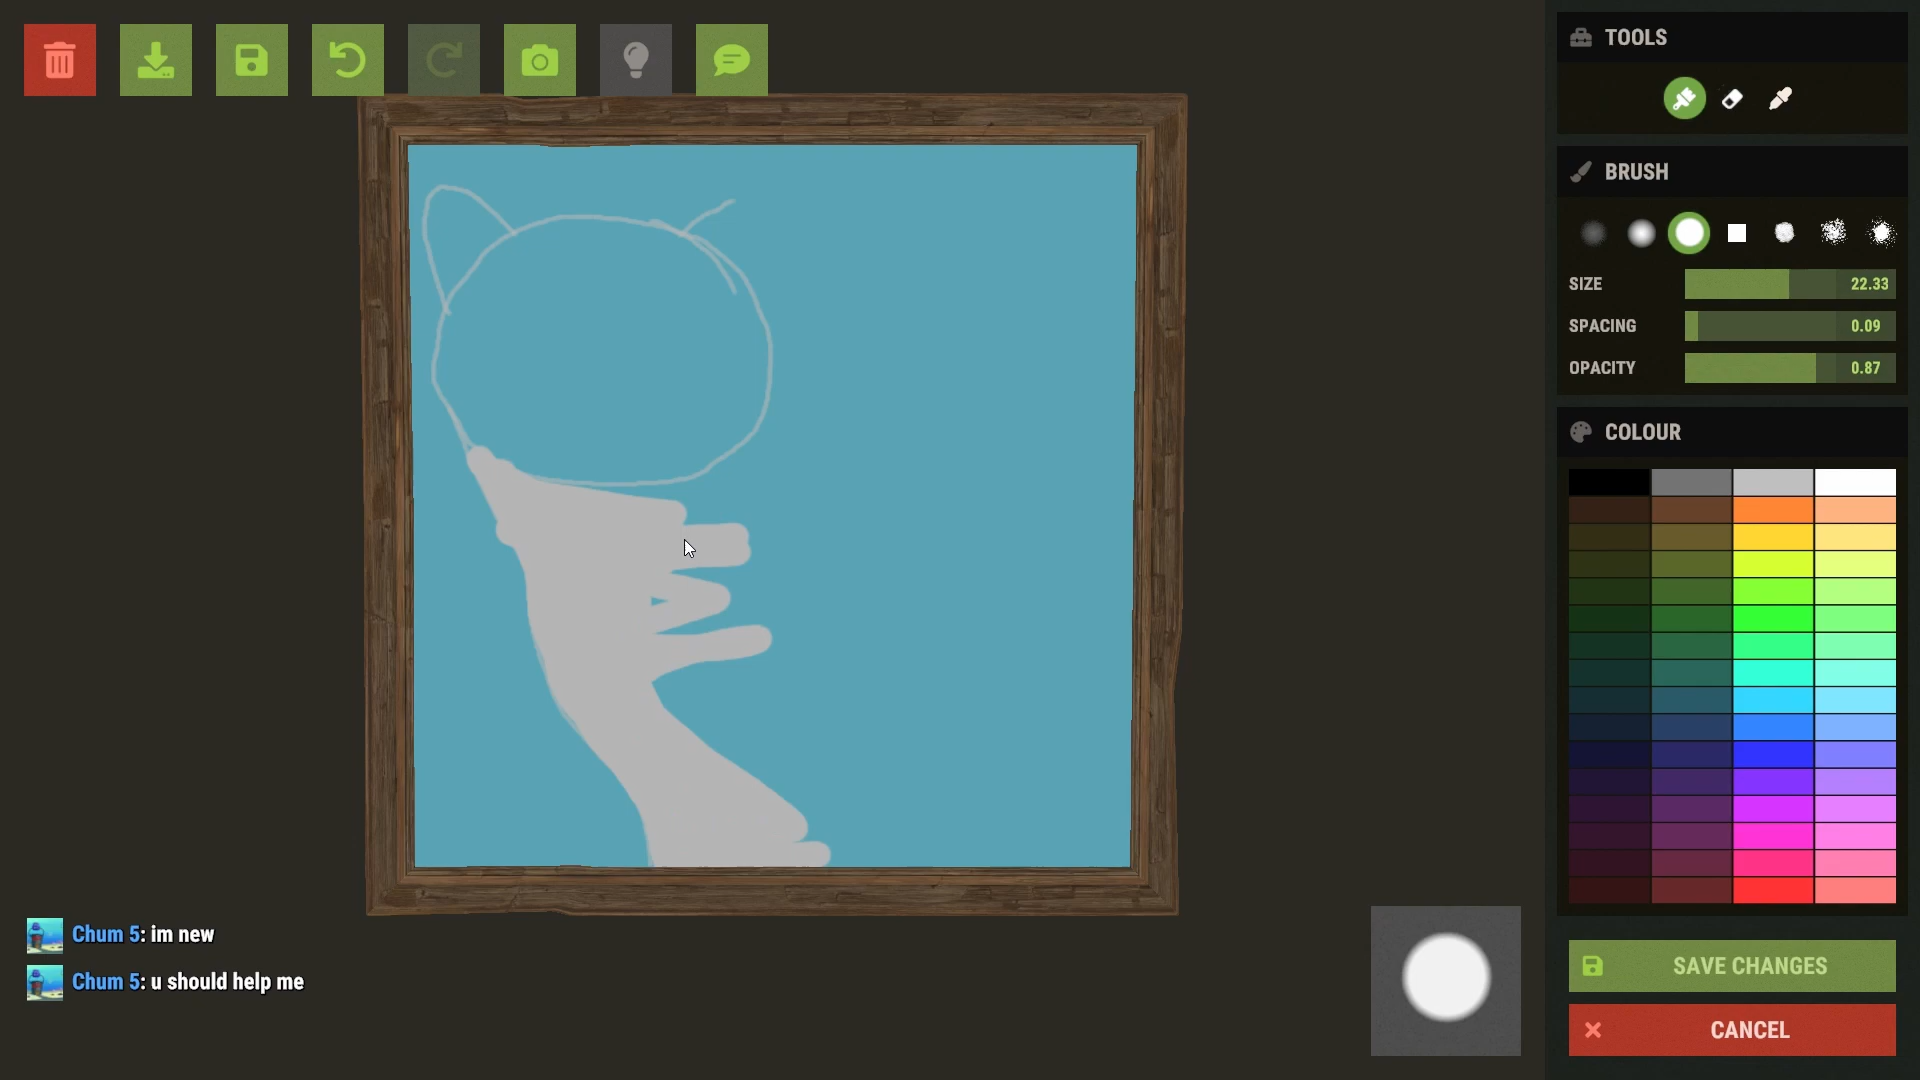 TOOLS
BRUSH
SIZE 22.33
SPACING 0.09
OPACITY 0.87
COLOUR
Chum 5: im new
Chum 5: u should help me
SAVE CHANGES
CANCEL